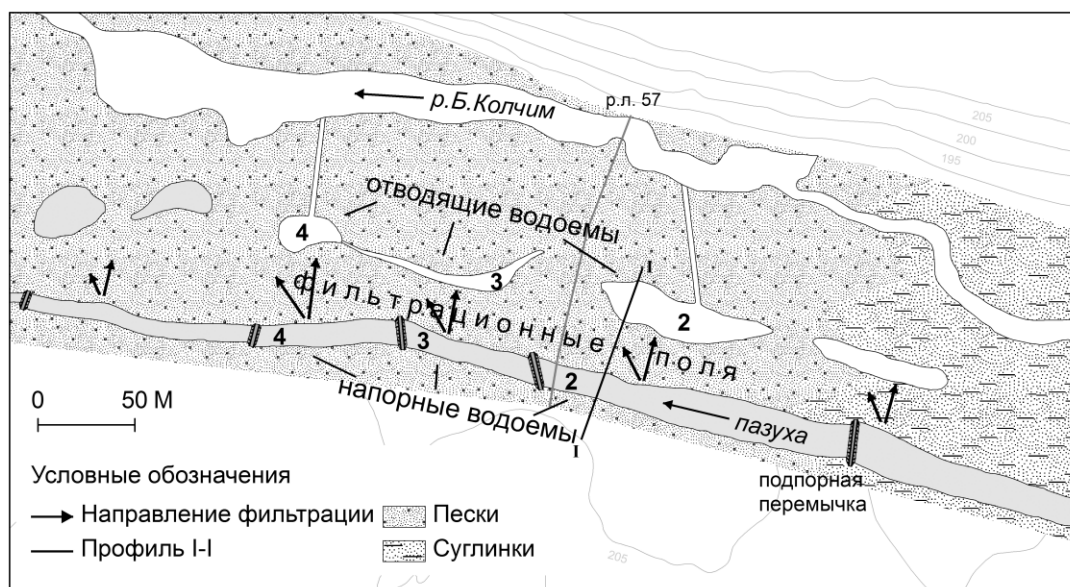 р.л. 57
р.Б.Колчим
205
200
195
отводящие водоемы
4
3
I
фильтрационные поля
2
4
3
2
напорные водоемы
I
пазуха
0 50 М
подпорная
перемычка
205
Условные обозначения
Направление фильтрации
Пески
Профиль I-I
Суглинки